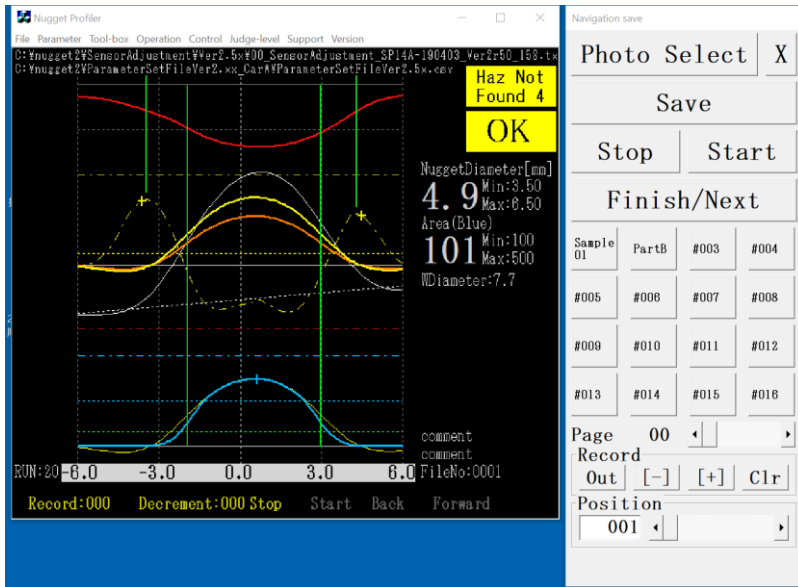 Nugget Profiler
File Parameter Tool-box Operation Control Judge-level Support Version
C:¥nugget2¥SensorAdjustment¥Ver2.5x¥00_SensorAdjustment_SP14A-190403_Ver2r50_158.tx
C:¥nugget2¥ParameterSetFileVer2.xx_CarA¥ParameterSetFileVer2.5x.csv
Haz Not
Found 4
OK
NuggetDiameter[mm]
4.9 Min:3.50
Max:6.50
Area(Blue)
101 Min:100
Max:500
WDiameter:7.7
comment
comment
RUN:20 -6.0 -3.0 0.0 3.0 6.0 FileNo:0001
Record:000 Decrement:000 Stop Start Back Forward
Navigation save
Photo Select X
Save
Stop Start
Finish/Next
Sample
01 PartB #003 #004
#005 #006 #007 #008
#009 #010 #011 #012
#013 #014 #015 #016
Page 00
Record
Out [-] [+] Clr
Position
001